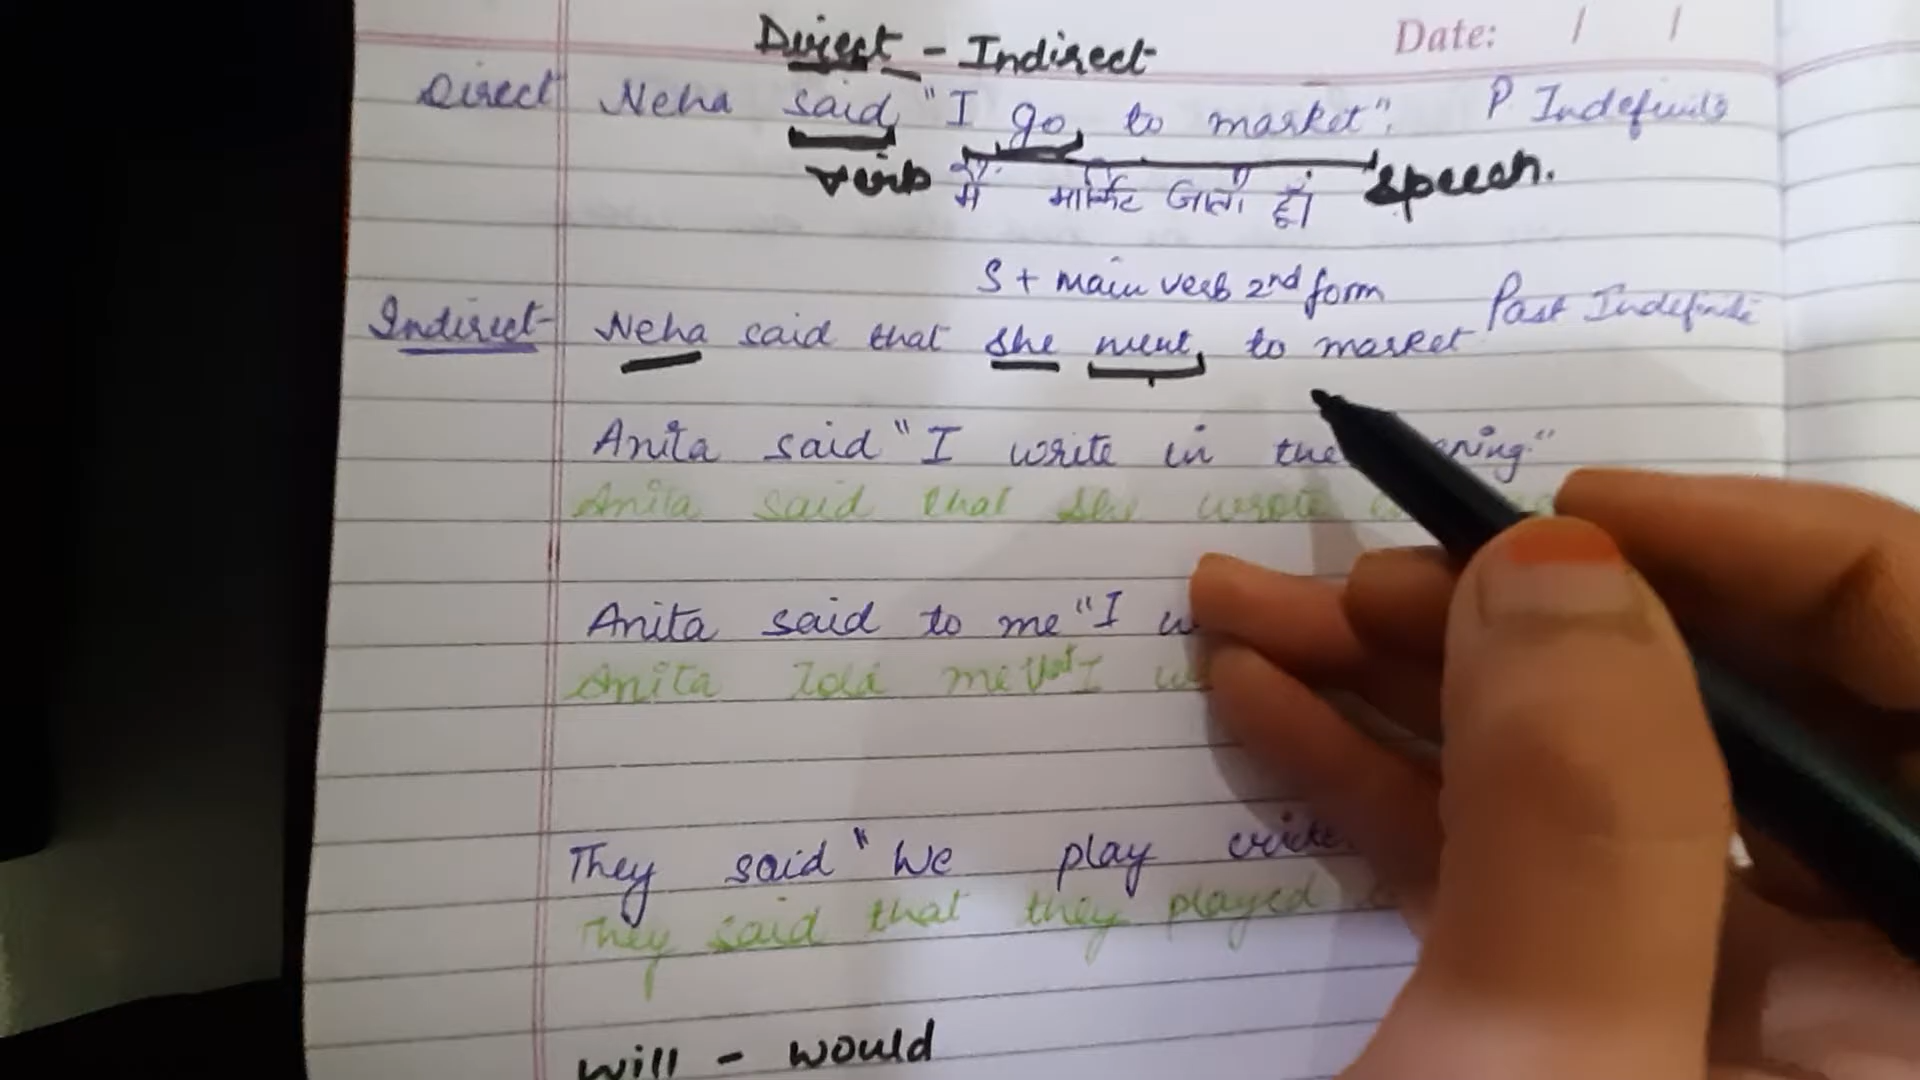 Direct - Indirect
Date: / /
Direct Neha said "I go to market". P Indefinite
verb मैं मार्किट जाती हूँ। speech.
S + main verb 2nd form
Indirect Neha said that she went to market Past Indefinite
Anita said "I write in the
Anita said that she wrote
Anita said to me "I
Anita Told me that I
They said "We play
They said that they played
will - would